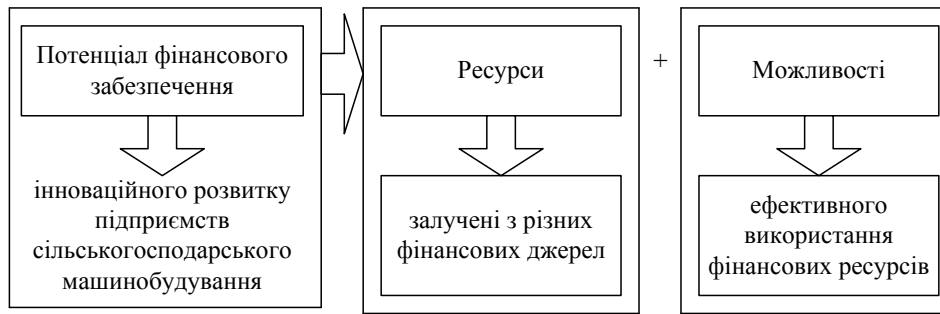 Потенціал фінансового
забезпечення
інноваційного розвитку
підприємств
сільськогосподарського
машинобудування
Ресурси
залучені з різних
фінансових джерел
+
Можливості
ефективного
використання
фінансових ресурсів